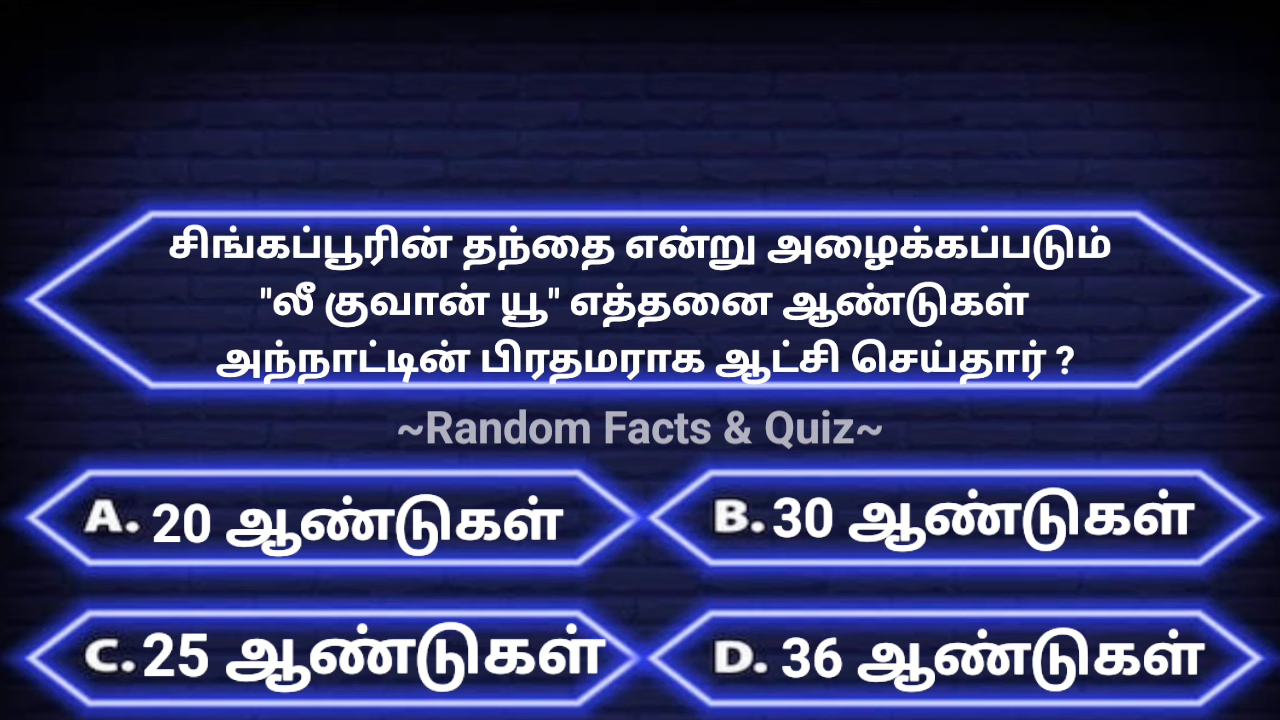 சிங்கப்பூரின் தந்தை என்று அழைக்கப்படும்
"லீ குவான் யூ" எத்தனை ஆண்டுகள்
அந்நாட்டின் பிரதமராக ஆட்சி செய்தார் ?
~Random Facts & Quiz~
A. 20 ஆண்டுகள்
B. 30 ஆண்டுகள்
C. 25 ஆண்டுகள்
D. 36 ஆண்டுகள்